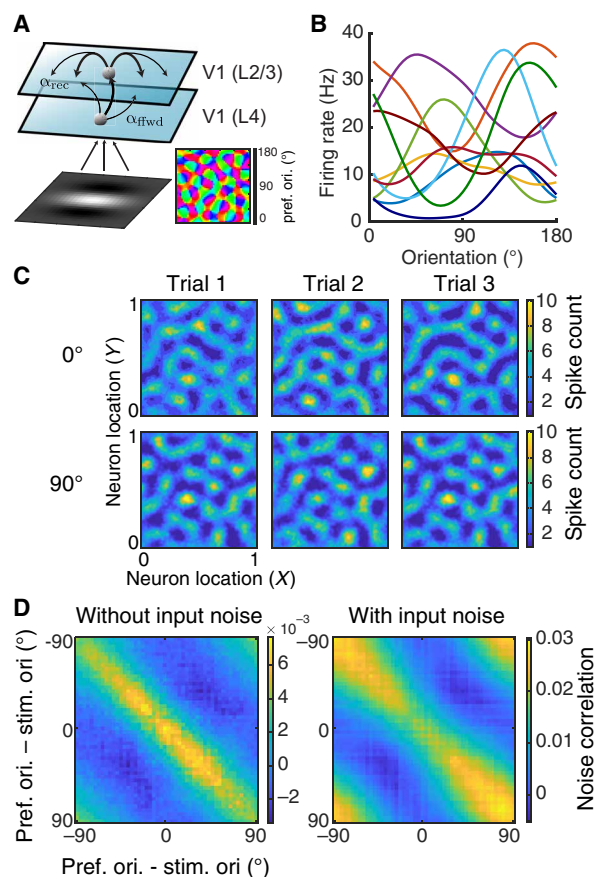 A
α_rec
α_ffwd
V1 (L2/3)
V1 (L4)
180
90
0
pref. ori. (°)
B
40
30
20
10
0
Firing rate (Hz)
0
90
180
Orientation (°)
C
Trial 1
Trial 2
Trial 3
0°
1
0
Neuron location (Y)
10
8
6
4
2
Spike count
90°
1
0
10
8
6
4
2
Spike count
0
1
Neuron location (X)
D
Without input noise
With input noise
× 10⁻³
-90
0
90
Pref. ori. – stim. ori (°)
−90
0
90
6
4
2
0
−2
-90
0
90
−90
0
90
0.03
0.02
0.01
0
Noise correlation
Pref. ori. - stim. ori (°)